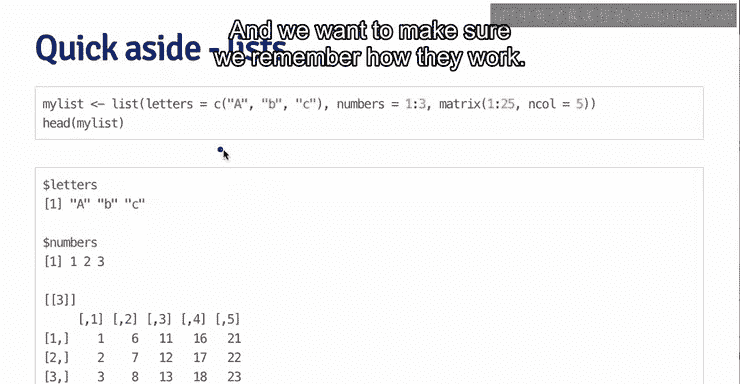 Quick aside - lists
And we want to make sure
we remember how they work.
mylist <- list(letters = c("A", "b", "c"), numbers = 1:3, matrix(1:25, ncol = 5))
head(mylist)
$letters
[1] "A" "b" "c"
$numbers
[1] 1 2 3
[[3]]
[,1] [,2] [,3] [,4] [,5]
[1,] 1 6 11 16 21
[2,] 2 7 12 17 22
[3,] 3 8 13 18 23